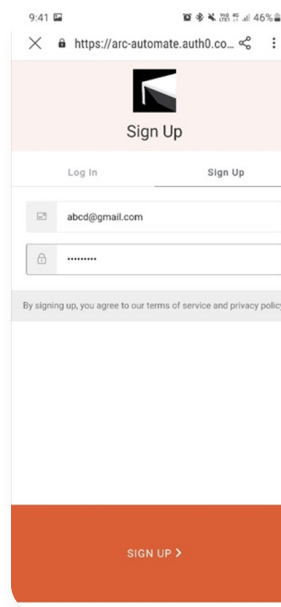 9:41 46%
https://arc-automate.auth0.co...
Sign Up
Log In Sign Up
abcd@gmail.com
•••••••••
By signing up, you agree to our terms of service and privacy policy
SIGN UP